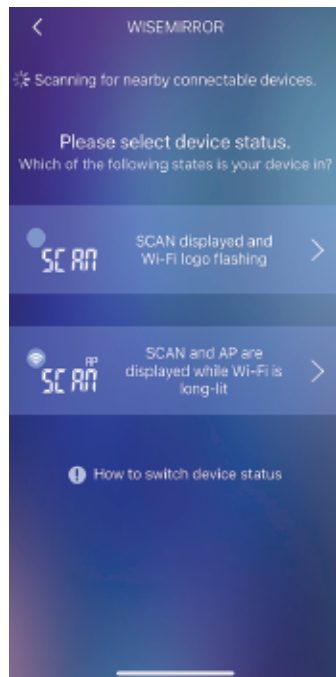 WISEMIRROR
Scanning for nearby connectable devices.
Please select device status.
Which of the following states is your device in?
SCAN
SCAN displayed and
Wi-Fi logo flashing
AP
SCAN
SCAN and AP are
displayed while Wi-Fi is
long-lit
How to switch device status